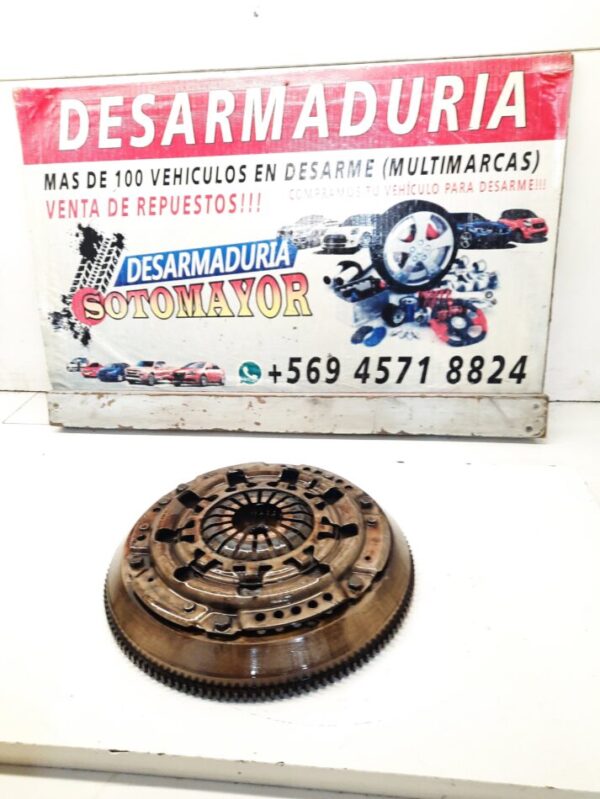 DESARMADURIA
MAS DE 100 VEHICULOS EN DESARME (MULTIMARCAS)
VENTA DE REPUESTOS!!!
COMPRAMOS TU VEHÍCULO PARA DESARME!!!
DESARMADURIA
SOTOMAYOR
+569 4571 8824